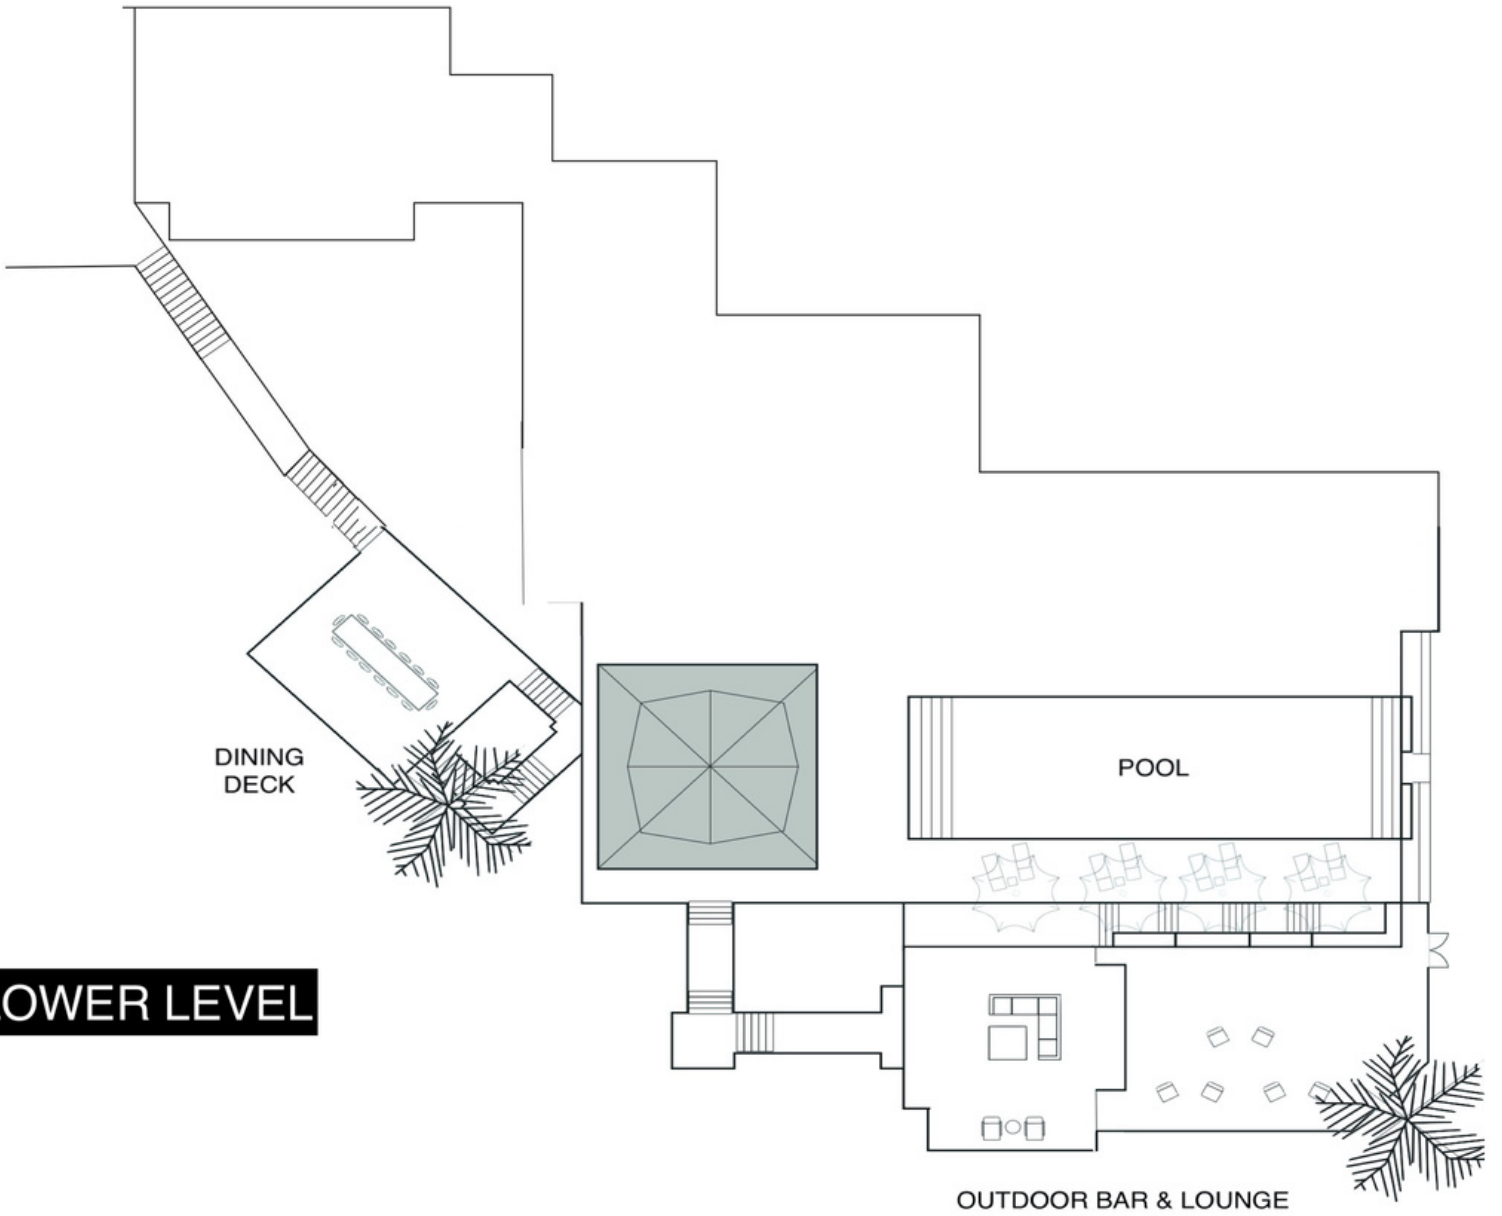 POOL
DINING
DECK
OWER LEVEL
OUTDOOR BAR & LOUNGE